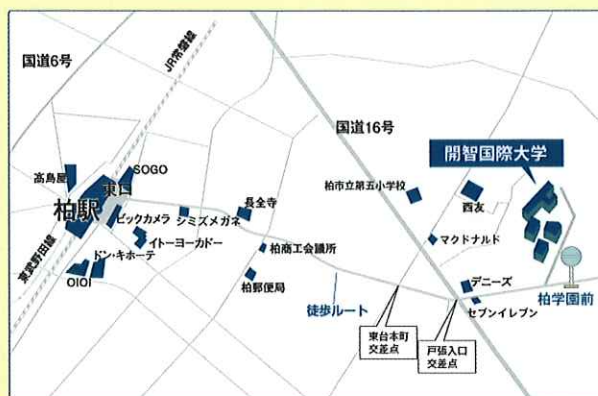 国道6号
JR常磐線
国道16号
開智国際大学
高島屋
SOGO
東口
柏駅
ビックカメラ
シミズメガネ
長全寺
柏市立第五小学校
西友
イトーヨーカドー
柏商工会議所
マクドナルド
東武野田線
ドン・キホーテ
OIOI
柏郵便局
徒歩ルート
デニーズ
セブンイレブン
柏学園前
東台本町
交差点
戸張入口
交差点